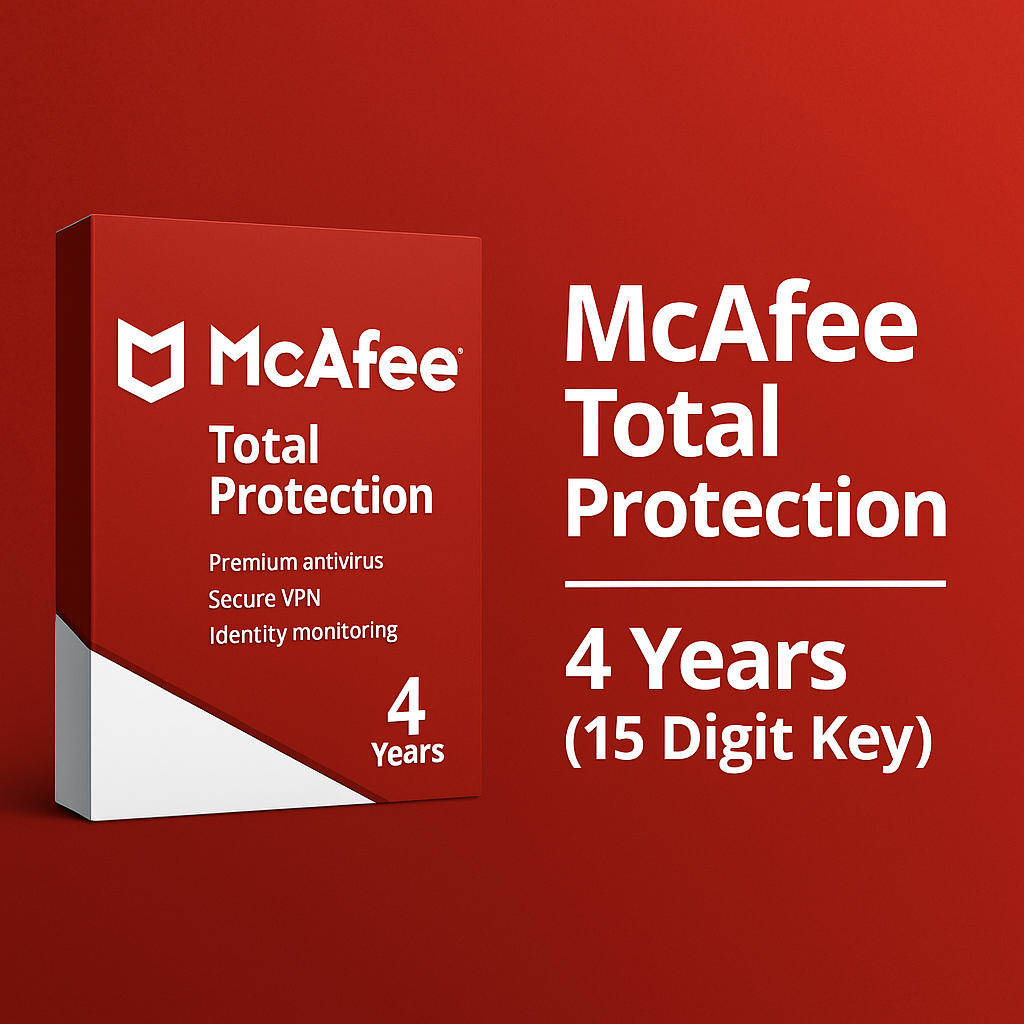 McAfee®
Total
Protection
Premium antivirus
Secure VPN
Identity monitoring
4
Years
McAfee
Total
Protection
4 Years
(15 Digit Key)